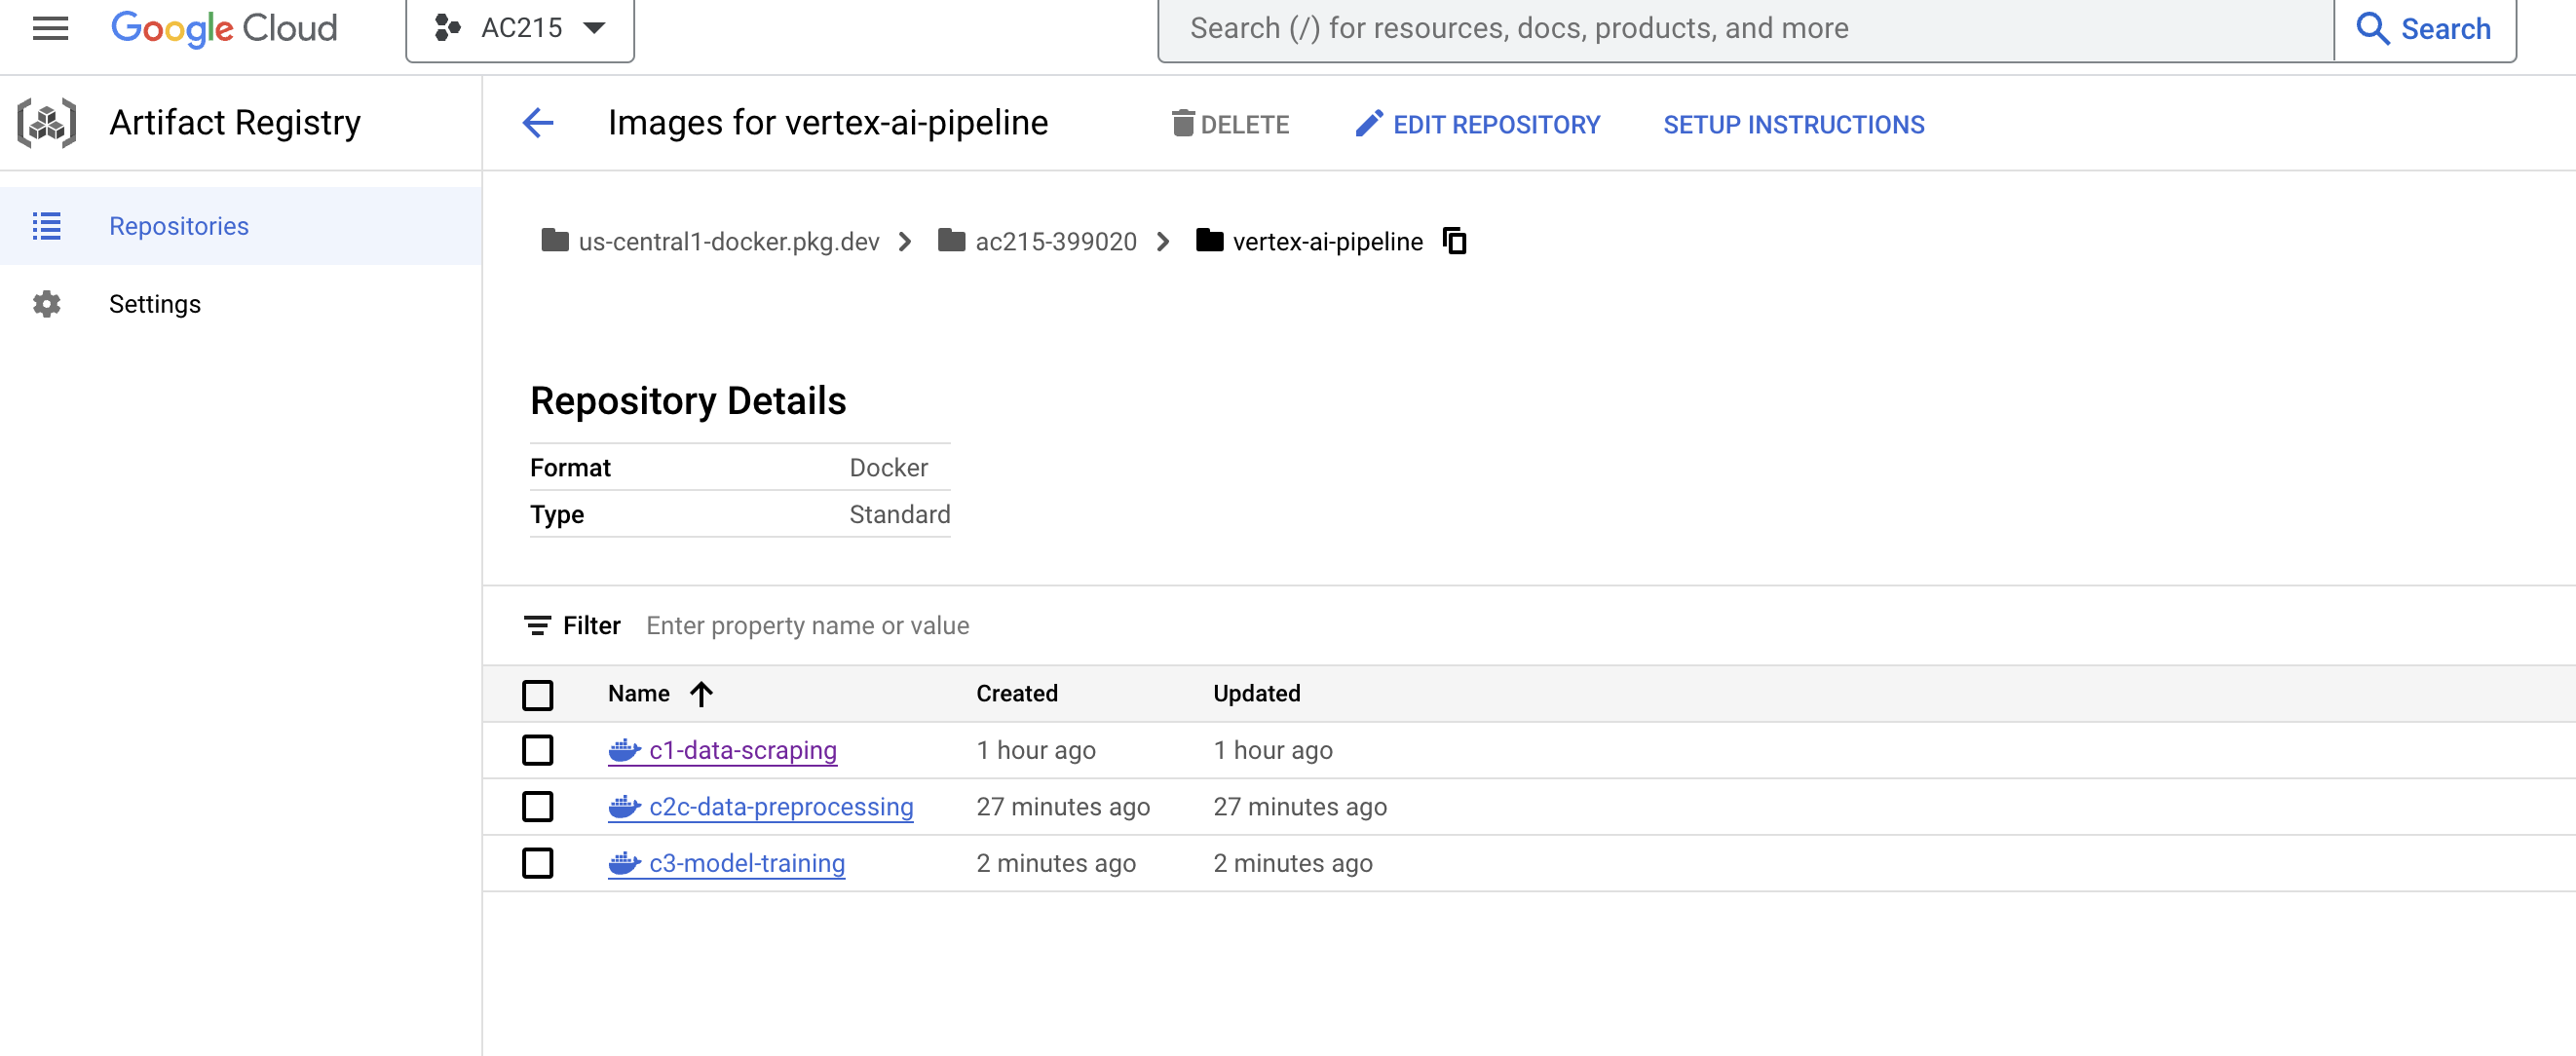 Google Cloud
AC215
Search (/) for resources, docs, products, and more
Search
Artifact Registry
Images for vertex-ai-pipeline
DELETE
EDIT REPOSITORY
SETUP INSTRUCTIONS
Repositories
Settings
us-central1-docker.pkg.dev
ac215-399020
vertex-ai-pipeline
Repository Details
Format Docker
Type Standard
Filter Enter property name or value
Name Created Updated
c1-data-scraping 1 hour ago 1 hour ago
c2c-data-preprocessing 27 minutes ago 27 minutes ago
c3-model-training 2 minutes ago 2 minutes ago